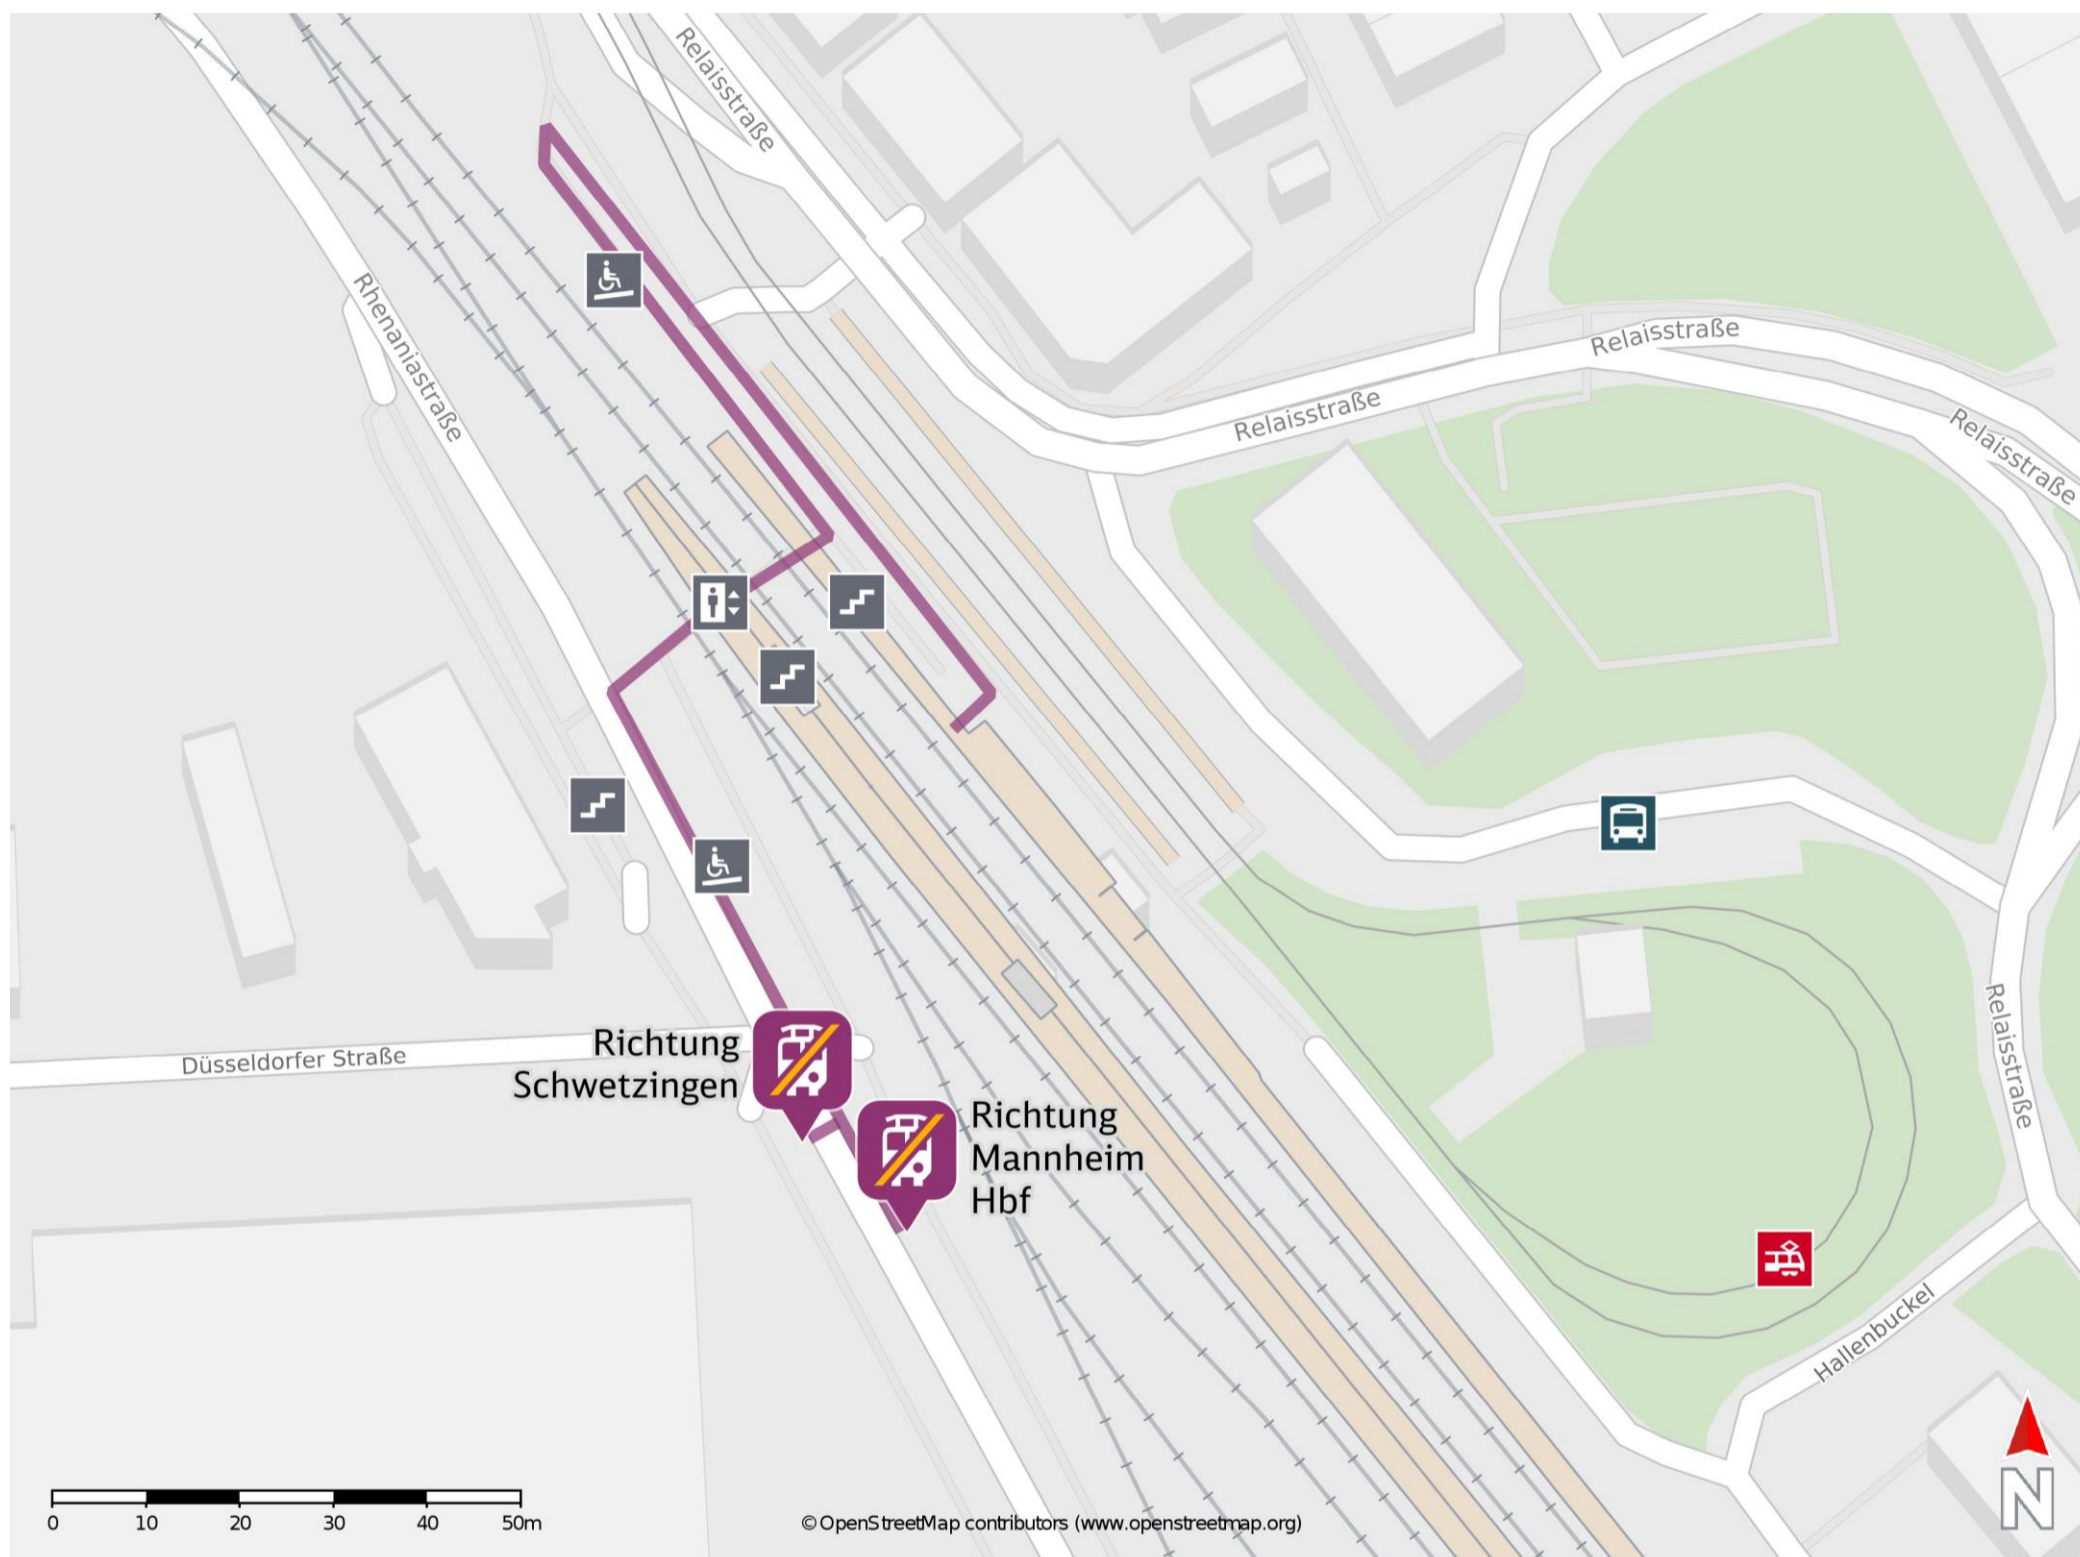 Relaisstraße
Rhenaniastraße
Relaisstraße
Relaisstraße
Relaisstraße
Düsseldorfer Straße
Richtung
Schwetzingen
Richtung
Mannheim
Hbf
Relaisstraße
Hallenbuckel
N
0 10 20 30 40 50m
©OpenStreetMap contributors (www.openstreetmap.org)